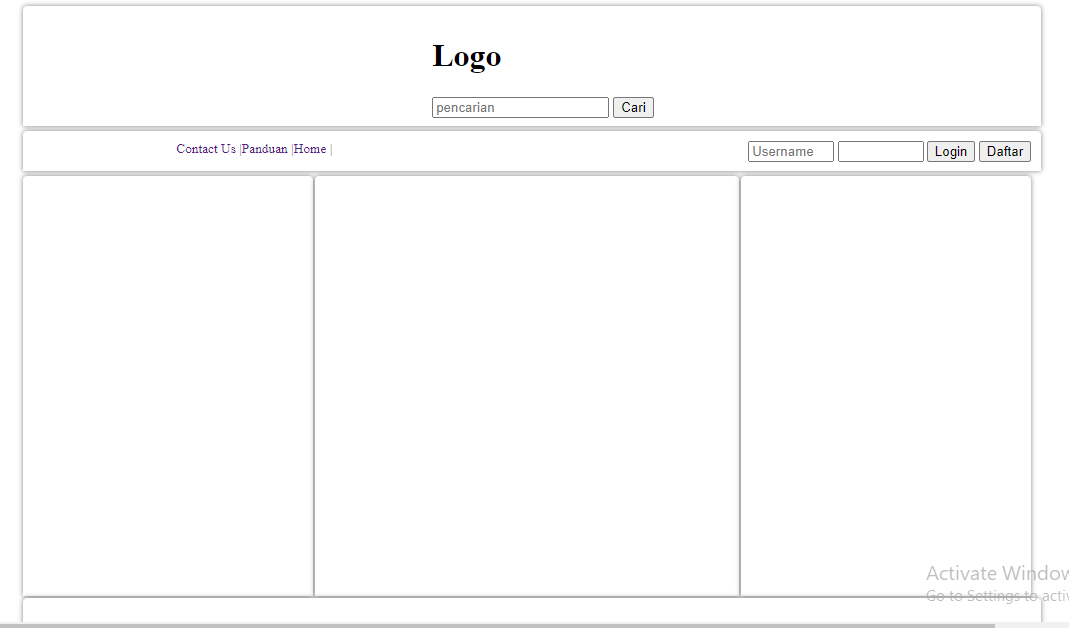 Logo
pencarian Cari
Contact Us |Panduan |Home | Username Login Daftar
Activate Window
Go to Settings to activ